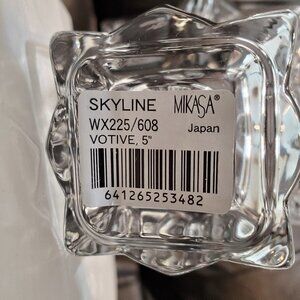 SKYLINE MIKASA®
WX225/608 Japan
VOTIVE, 5"
641265253482